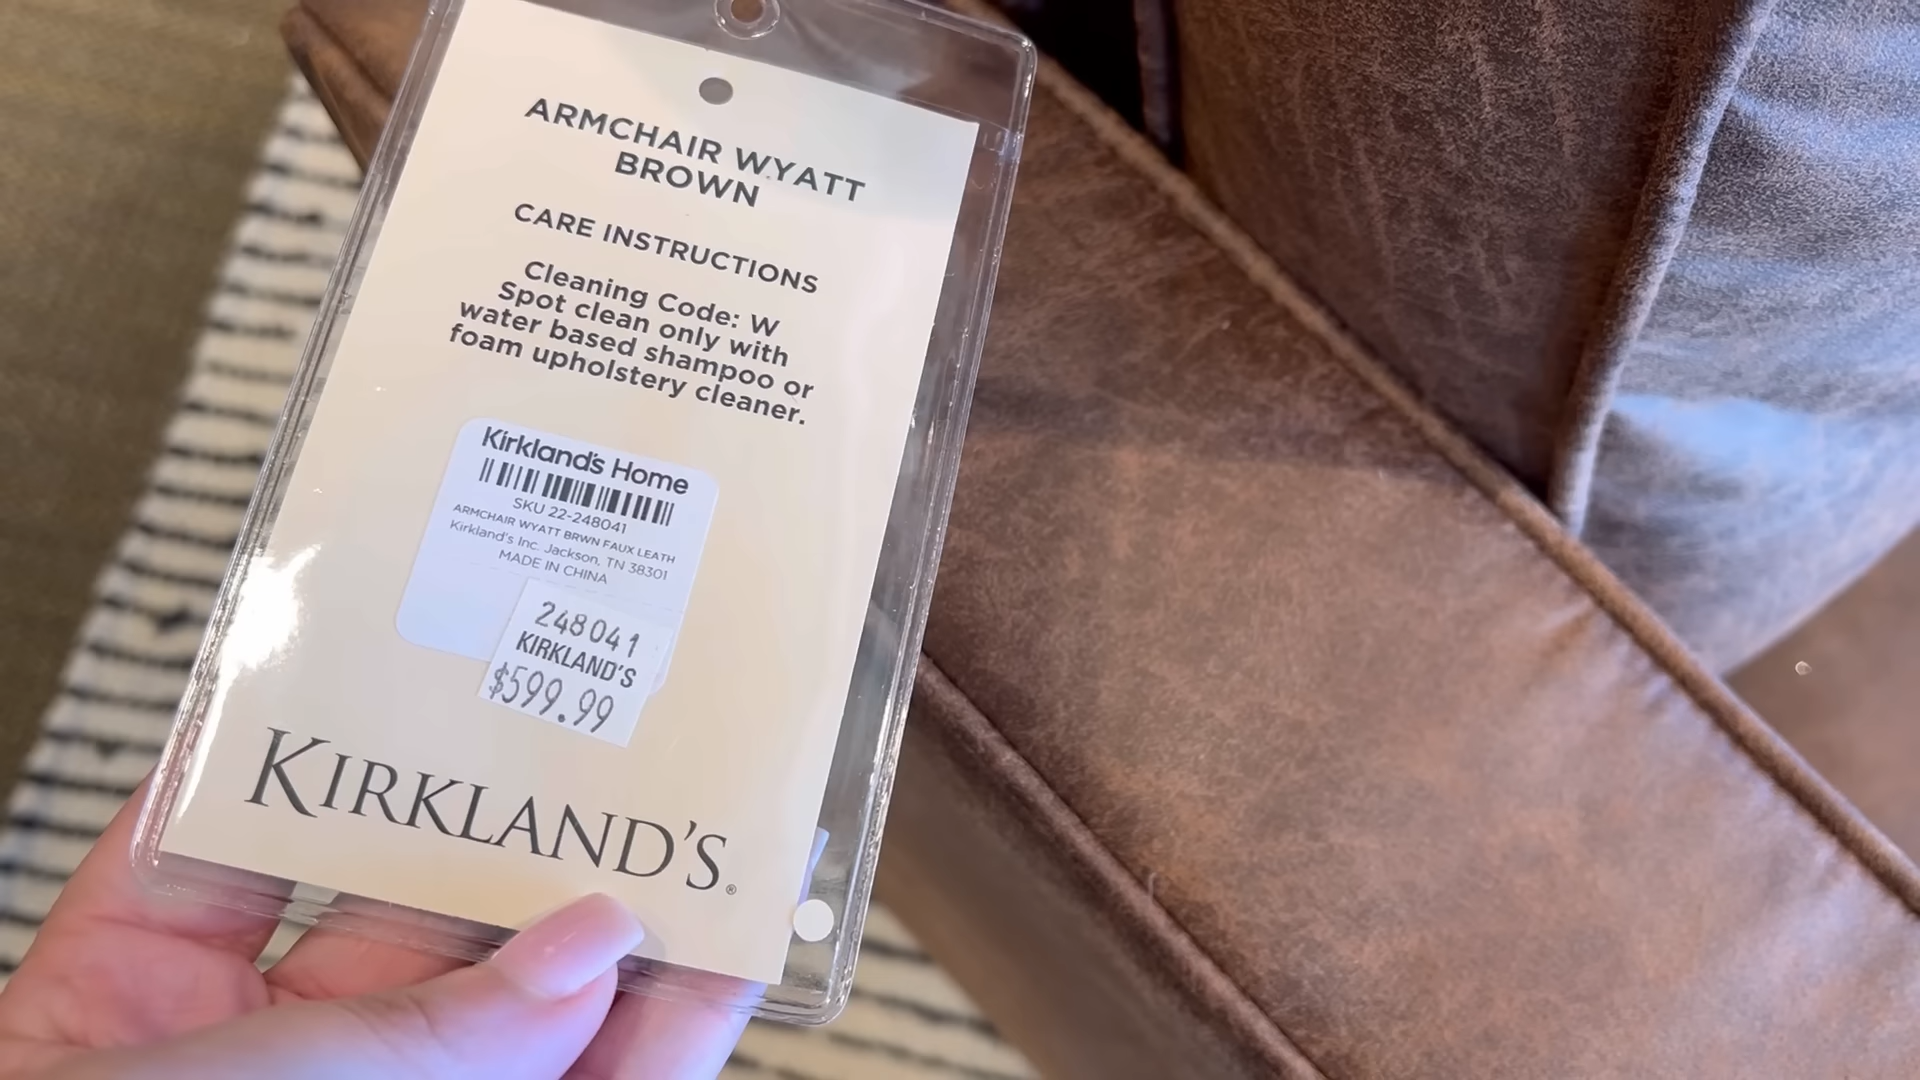 ARMCHAIR WYATT
BROWN
CARE INSTRUCTIONS
Cleaning Code: W
Spot clean only with
water based shampoo or
foam upholstery cleaner.
Kirkland's Home
SKU 22-248041
ARMCHAIR WYATT BRWN FAUX LEATH
Kirkland's Inc. Jackson, TN 38301
MADE IN CHINA
248041
KIRKLAND'S
$599.99
KIRKLAND'S®